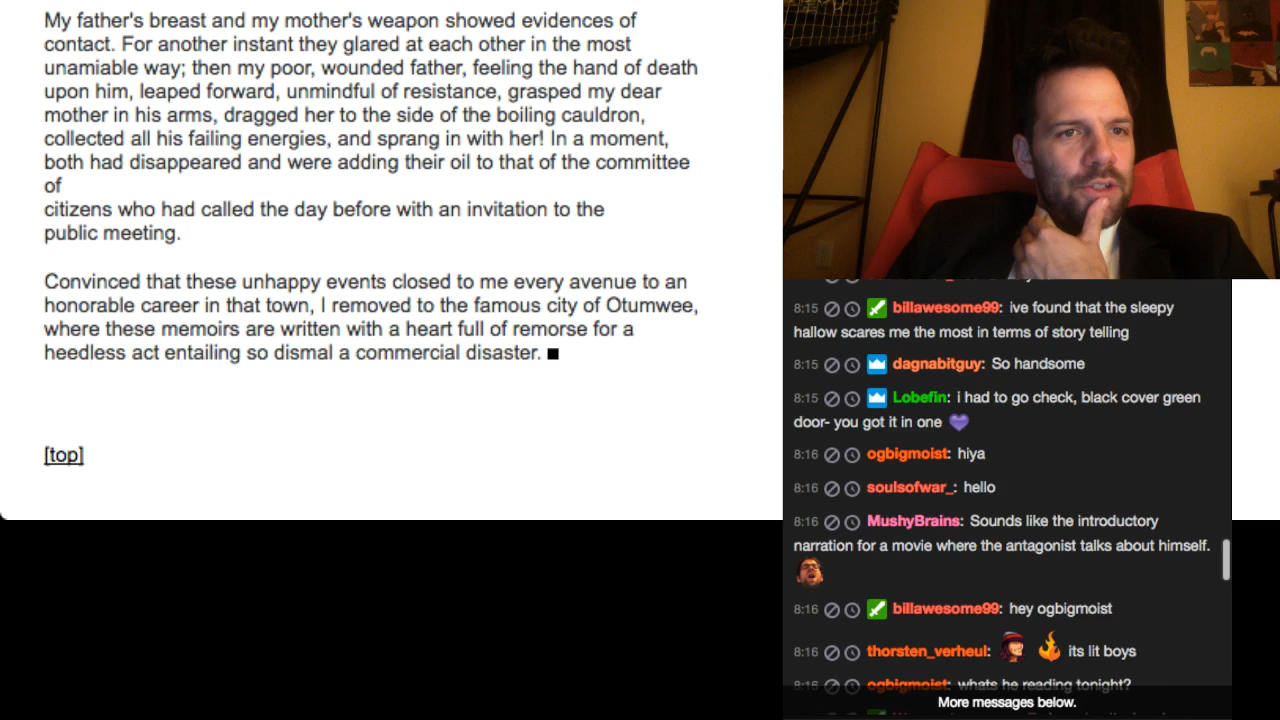 My father's breast and my mother's weapon showed evidences of
contact. For another instant they glared at each other in the most
unamiable way; then my poor, wounded father, feeling the hand of death
upon him, leaped forward, unmindful of resistance, grasped my dear
mother in his arms, dragged her to the side of the boiling cauldron,
collected all his failing energies, and sprang in with her! In a moment,
both had disappeared and were adding their oil to that of the committee
of
citizens who had called the day before with an invitation to the
public meeting.
Convinced that these unhappy events closed to me every avenue to an
honorable career in that town, I removed to the famous city of Otumwee,
where these memoirs are written with a heart full of remorse for a
heedless act entailing so dismal a commercial disaster. ■
[top]
8:15 billawesome99: ive found that the sleepy
hallow scares me the most in terms of story telling
8:15 dagnabitguy: So handsome
8:15 Lobefin: i had to go check, black cover green
door- you got it in one
8:16 ogbigmoist: hiya
8:16 soulsofwar_: hello
8:16 MushyBrains: Sounds like the introductory
narration for a movie where the antagonist talks about himself.
8:16 billawesome99: hey ogbigmoist
8:16 thorsten_verheul: its lit boys
8:16 ogbigmoist: whats he reading tonight?
More messages below.